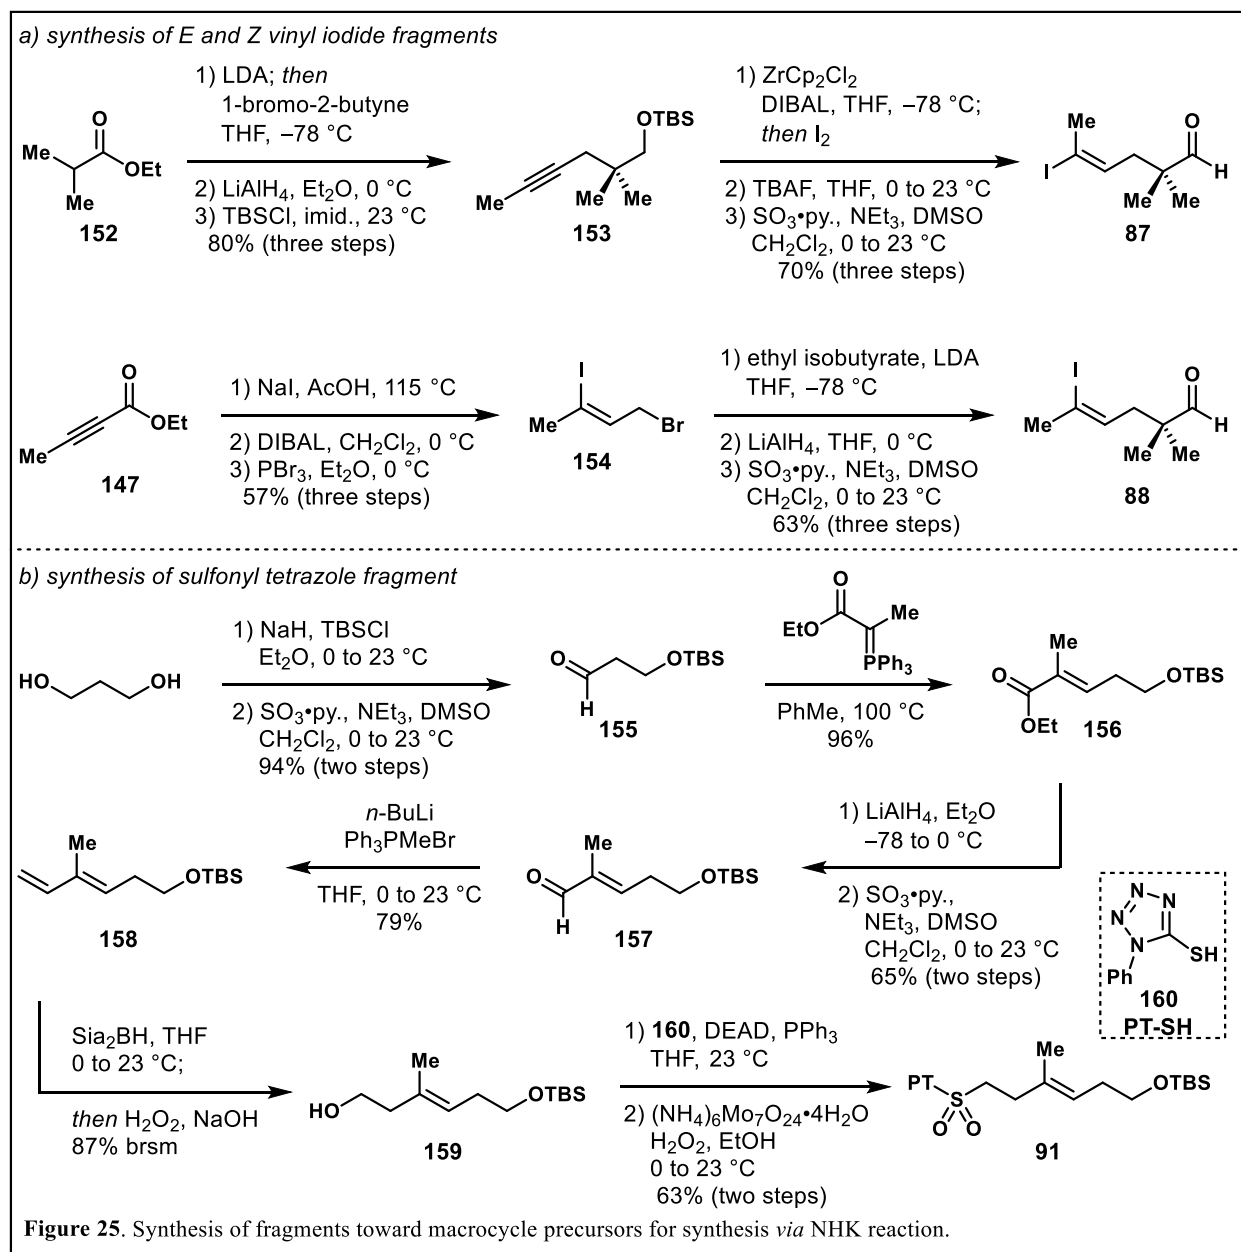 a) synthesis of E and Z vinyl iodide fragments
Me
Me
O
OEt
152
1) LDA; then
1-bromo-2-butyne
THF, –78 °C
2) LiAlH₄, Et₂O, 0 °C
3) TBSCl, imid., 23 °C
80% (three steps)
OTBS
Me
Me
Me
153
1) ZrCp₂Cl₂
DIBAL, THF, –78 °C;
then I₂
2) TBAF, THF, 0 to 23 °C
3) SO₃•py., NEt₃, DMSO
CH₂Cl₂, 0 to 23 °C
70% (three steps)
Me
O
I
H
Me
Me
87
O
OEt
Me
147
1) NaI, AcOH, 115 °C
2) DIBAL, CH₂Cl₂, 0 °C
3) PBr₃, Et₂O, 0 °C
57% (three steps)
I
Me
Br
154
1) ethyl isobutyrate, LDA
THF, –78 °C
2) LiAlH₄, THF, 0 °C
3) SO₃•py., NEt₃, DMSO
CH₂Cl₂, 0 to 23 °C
63% (three steps)
I
O
Me
H
Me
Me
88
b) synthesis of sulfonyl tetrazole fragment
HO
OH
1) NaH, TBSCl
Et₂O, 0 to 23 °C
2) SO₃•py., NEt₃, DMSO
CH₂Cl₂, 0 to 23 °C
94% (two steps)
O
OTBS
H
155
O
Me
EtO
PPh₃
PhMe, 100 °C
96%
Me
O
OTBS
OEt
156
1) LiAlH₄, Et₂O
–78 to 0 °C
2) SO₃•py.,
NEt₃, DMSO
CH₂Cl₂, 0 to 23 °C
65% (two steps)
Me
O
OTBS
H
157
n-BuLi
Ph₃PMeBr
THF, 0 to 23 °C
79%
Me
OTBS
158
N
N
N
N
SH
Ph
160
PT-SH
Sia₂BH, THF
0 to 23 °C;
then H₂O₂, NaOH
87% brsm
Me
OTBS
HO
159
1) 160, DEAD, PPh₃
THF, 23 °C
2) (NH₄)₆Mo₇O₂₄•4H₂O
H₂O₂, EtOH
0 to 23 °C
63% (two steps)
Me
PT
OTBS
S
O O
91
Figure 25. Synthesis of fragments toward macrocycle precursors for synthesis via NHK reaction.